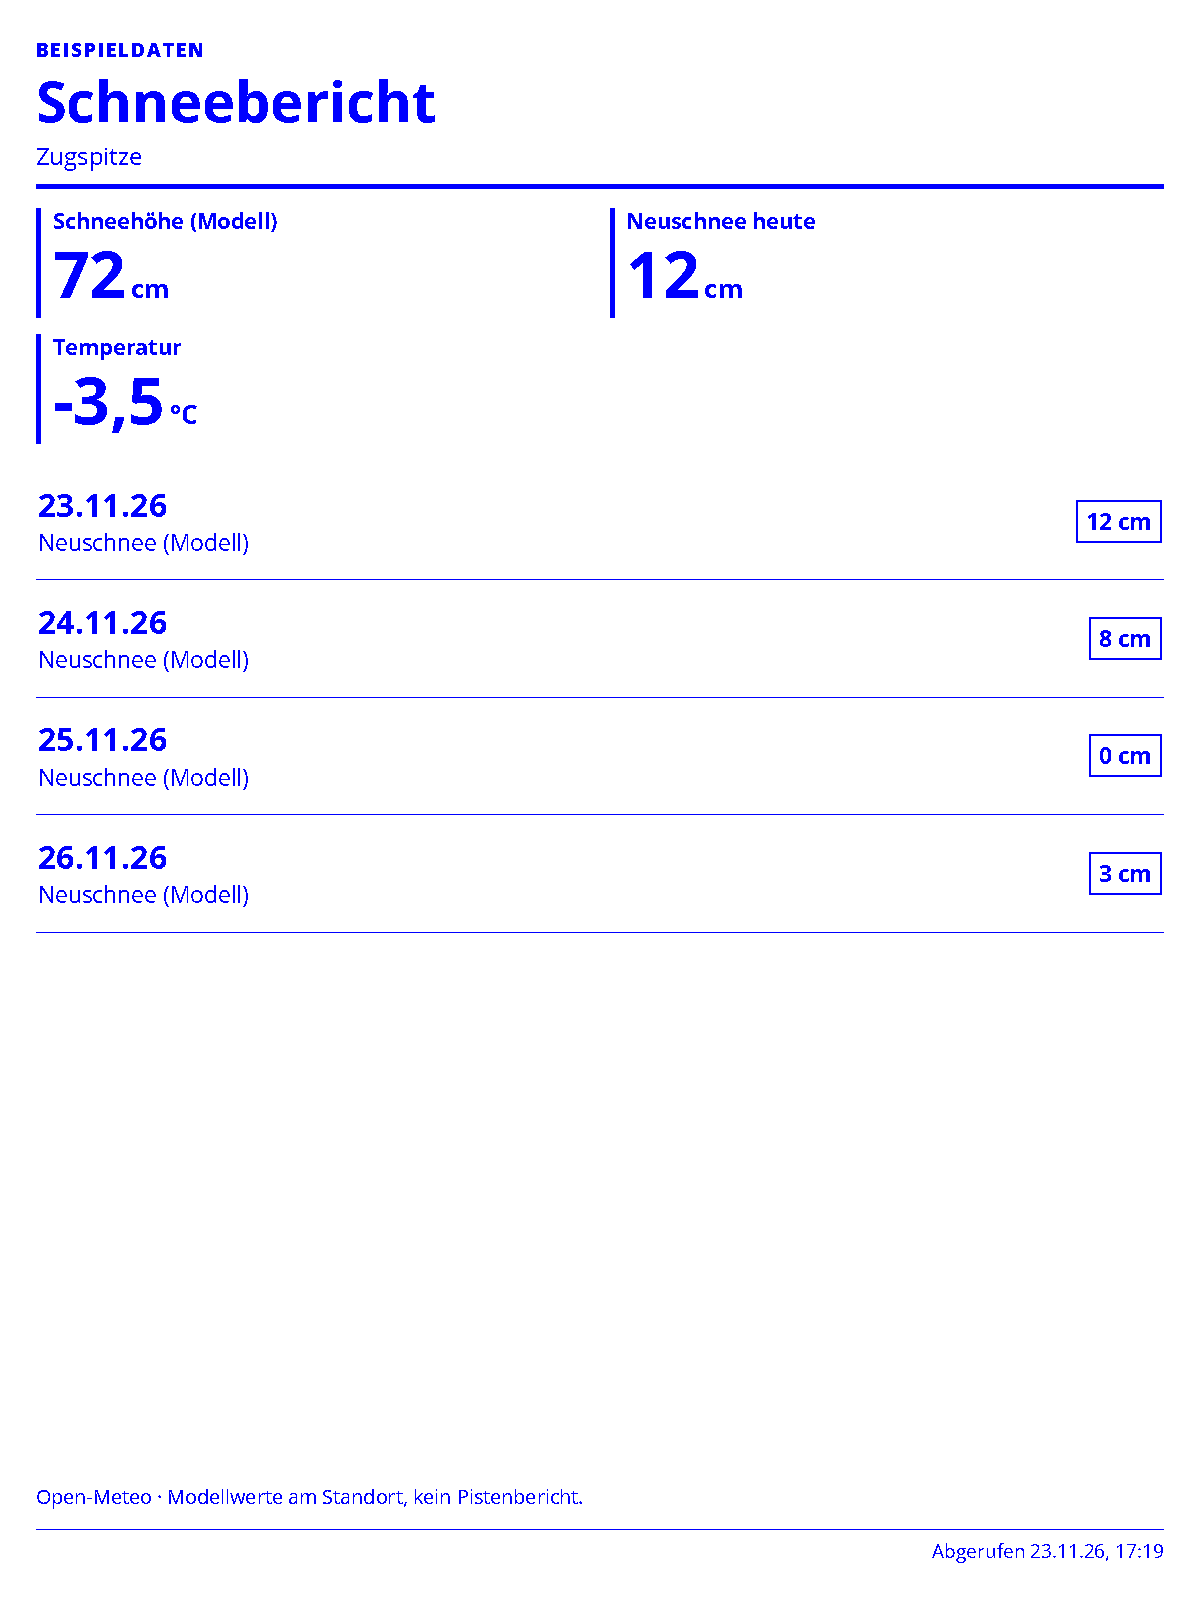 BEISPIELDATEN
Schneebericht
Zugspitze
Schneehöhe (Modell)
72 cm
Neuschnee heute
12 cm
Temperatur
-3,5 °C
23.11.26
Neuschnee (Modell)
12 cm
24.11.26
Neuschnee (Modell)
8 cm
25.11.26
Neuschnee (Modell)
0 cm
26.11.26
Neuschnee (Modell)
3 cm
Open-Meteo · Modellwerte am Standort, kein Pistenbericht.
Abgerufen 23.11.26, 17:19